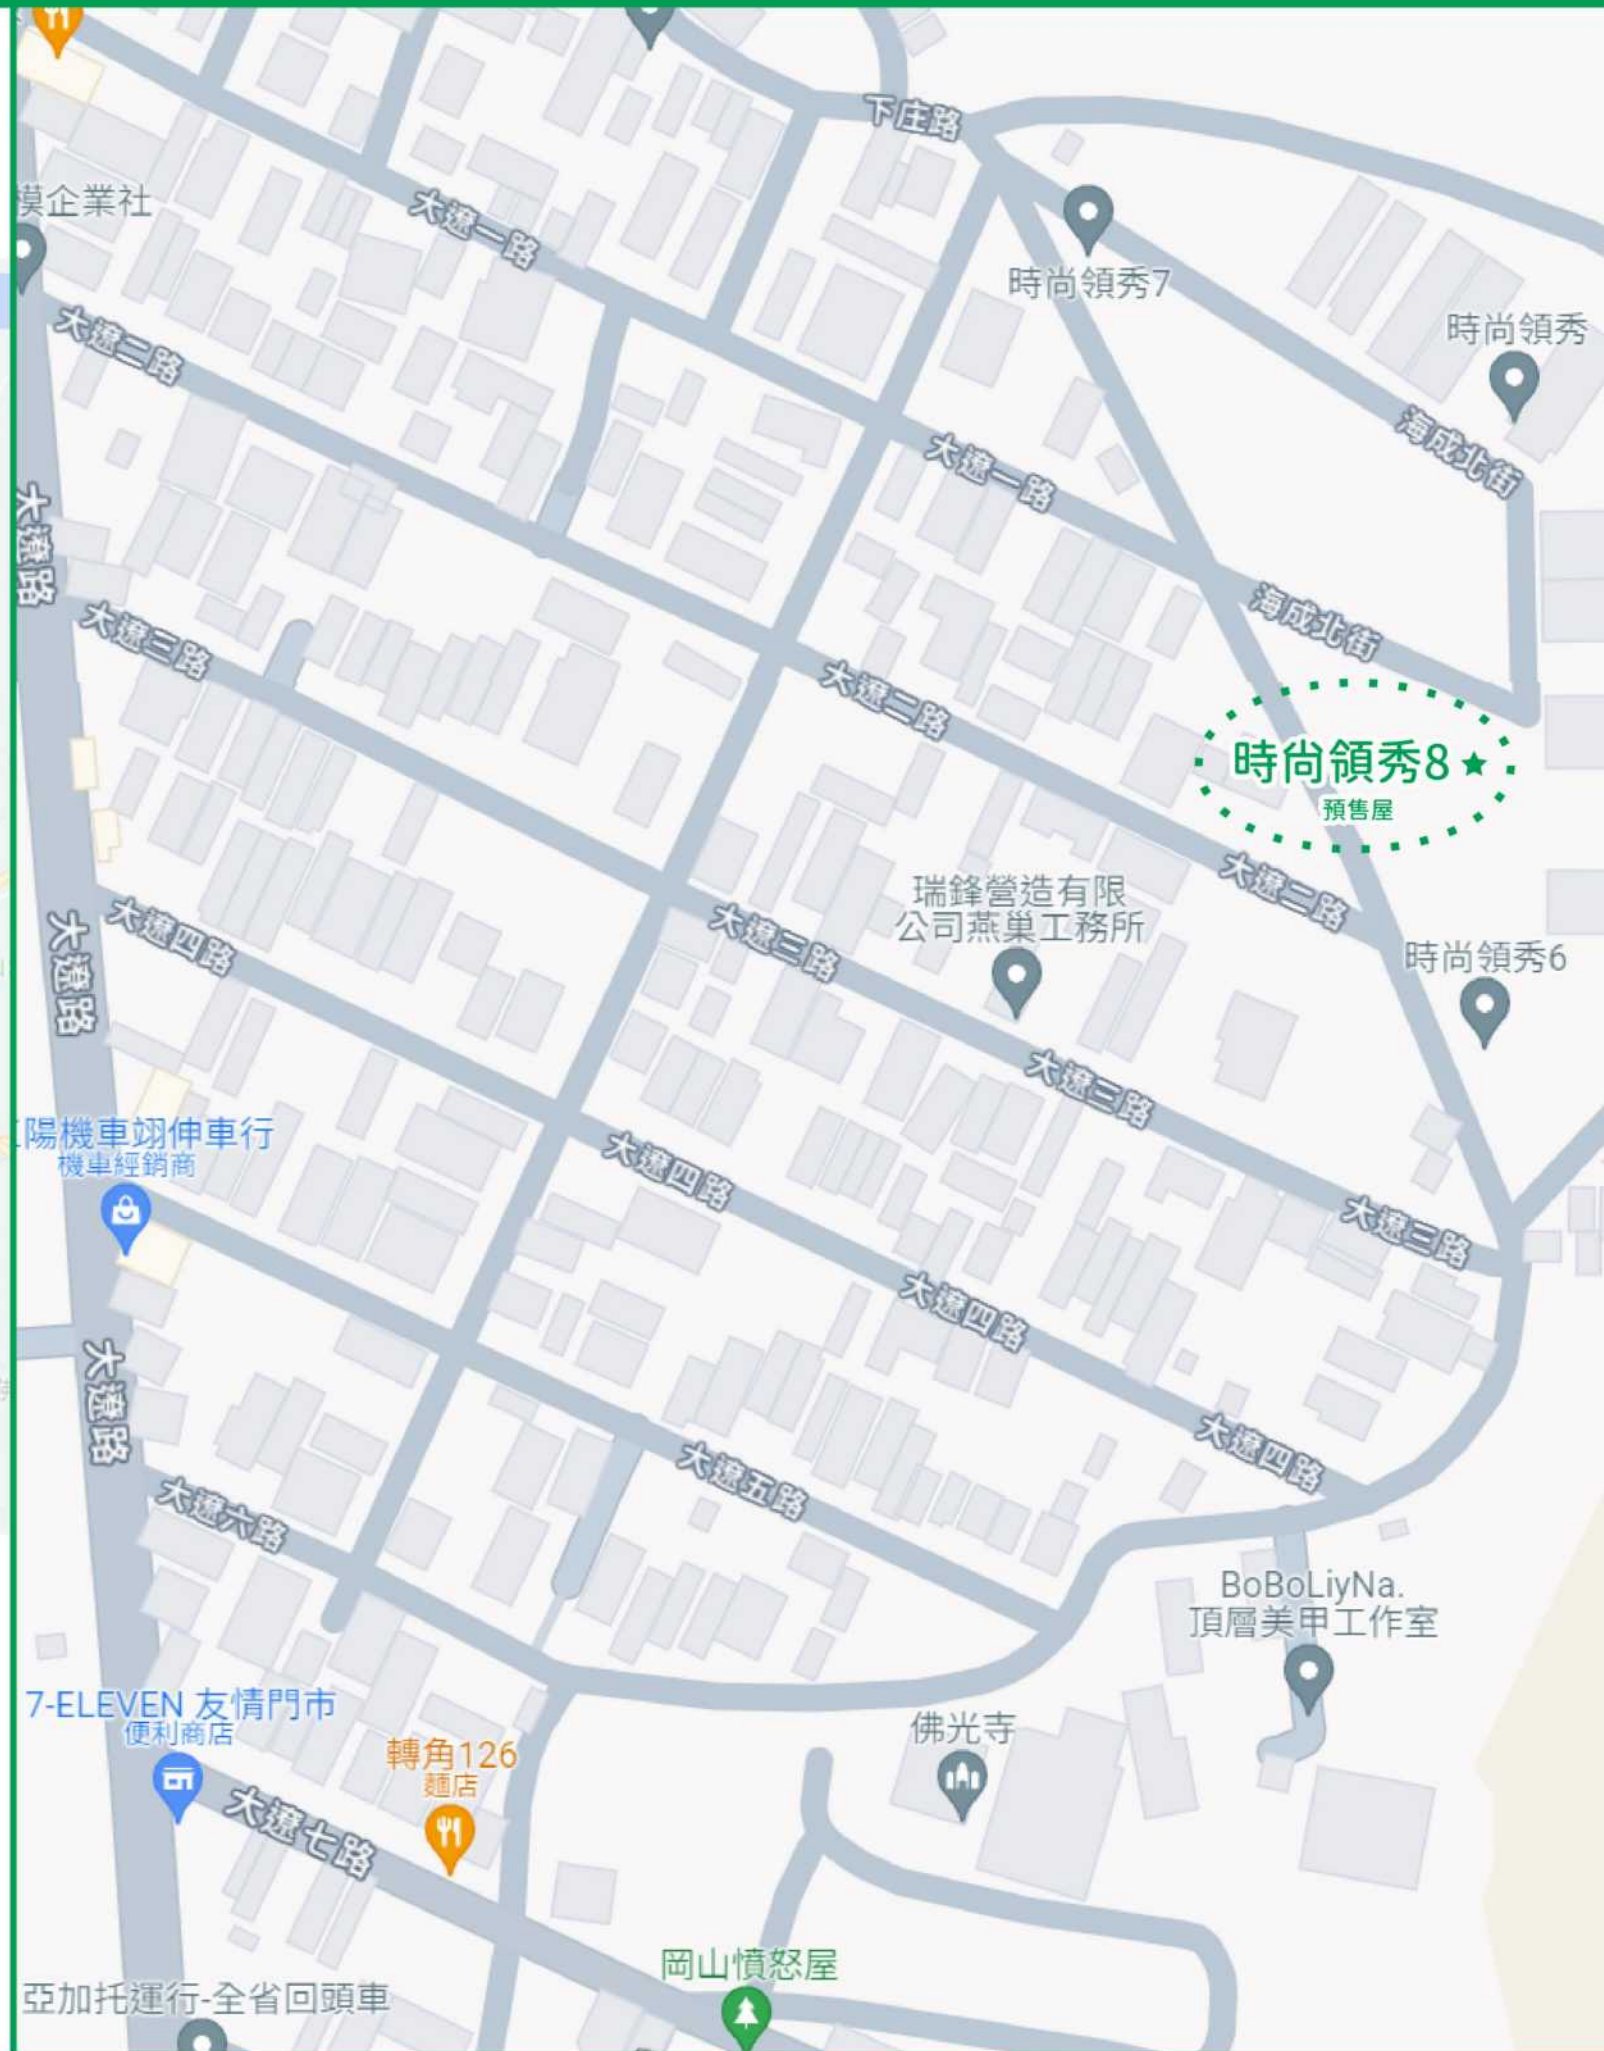 下庄路
模企業社
大遼一路
時尚領秀7
大遼二路
時尚領秀
海成北街
大遼一路
大遼路
海成北街
大遼三路
大遼二路
時尚領秀8
預售屋
大遼二路
瑞鋒營造有限
公司燕巢工務所
大遼四路
大遼三路
大遼路
時尚領秀6
大遼三路
陽機車翊伸車行
機車經銷商
大遼四路
大遼三路
大遼四路
大遼路
大遼四路
大遼五路
大遼六路
BoBoLiyNa.
頂層美甲工作室
7-ELEVEN 友情門市
便利商店
佛光寺
轉角126
麵店
大遼七路
岡山憤怒屋
亞加托運行-全省回頭車